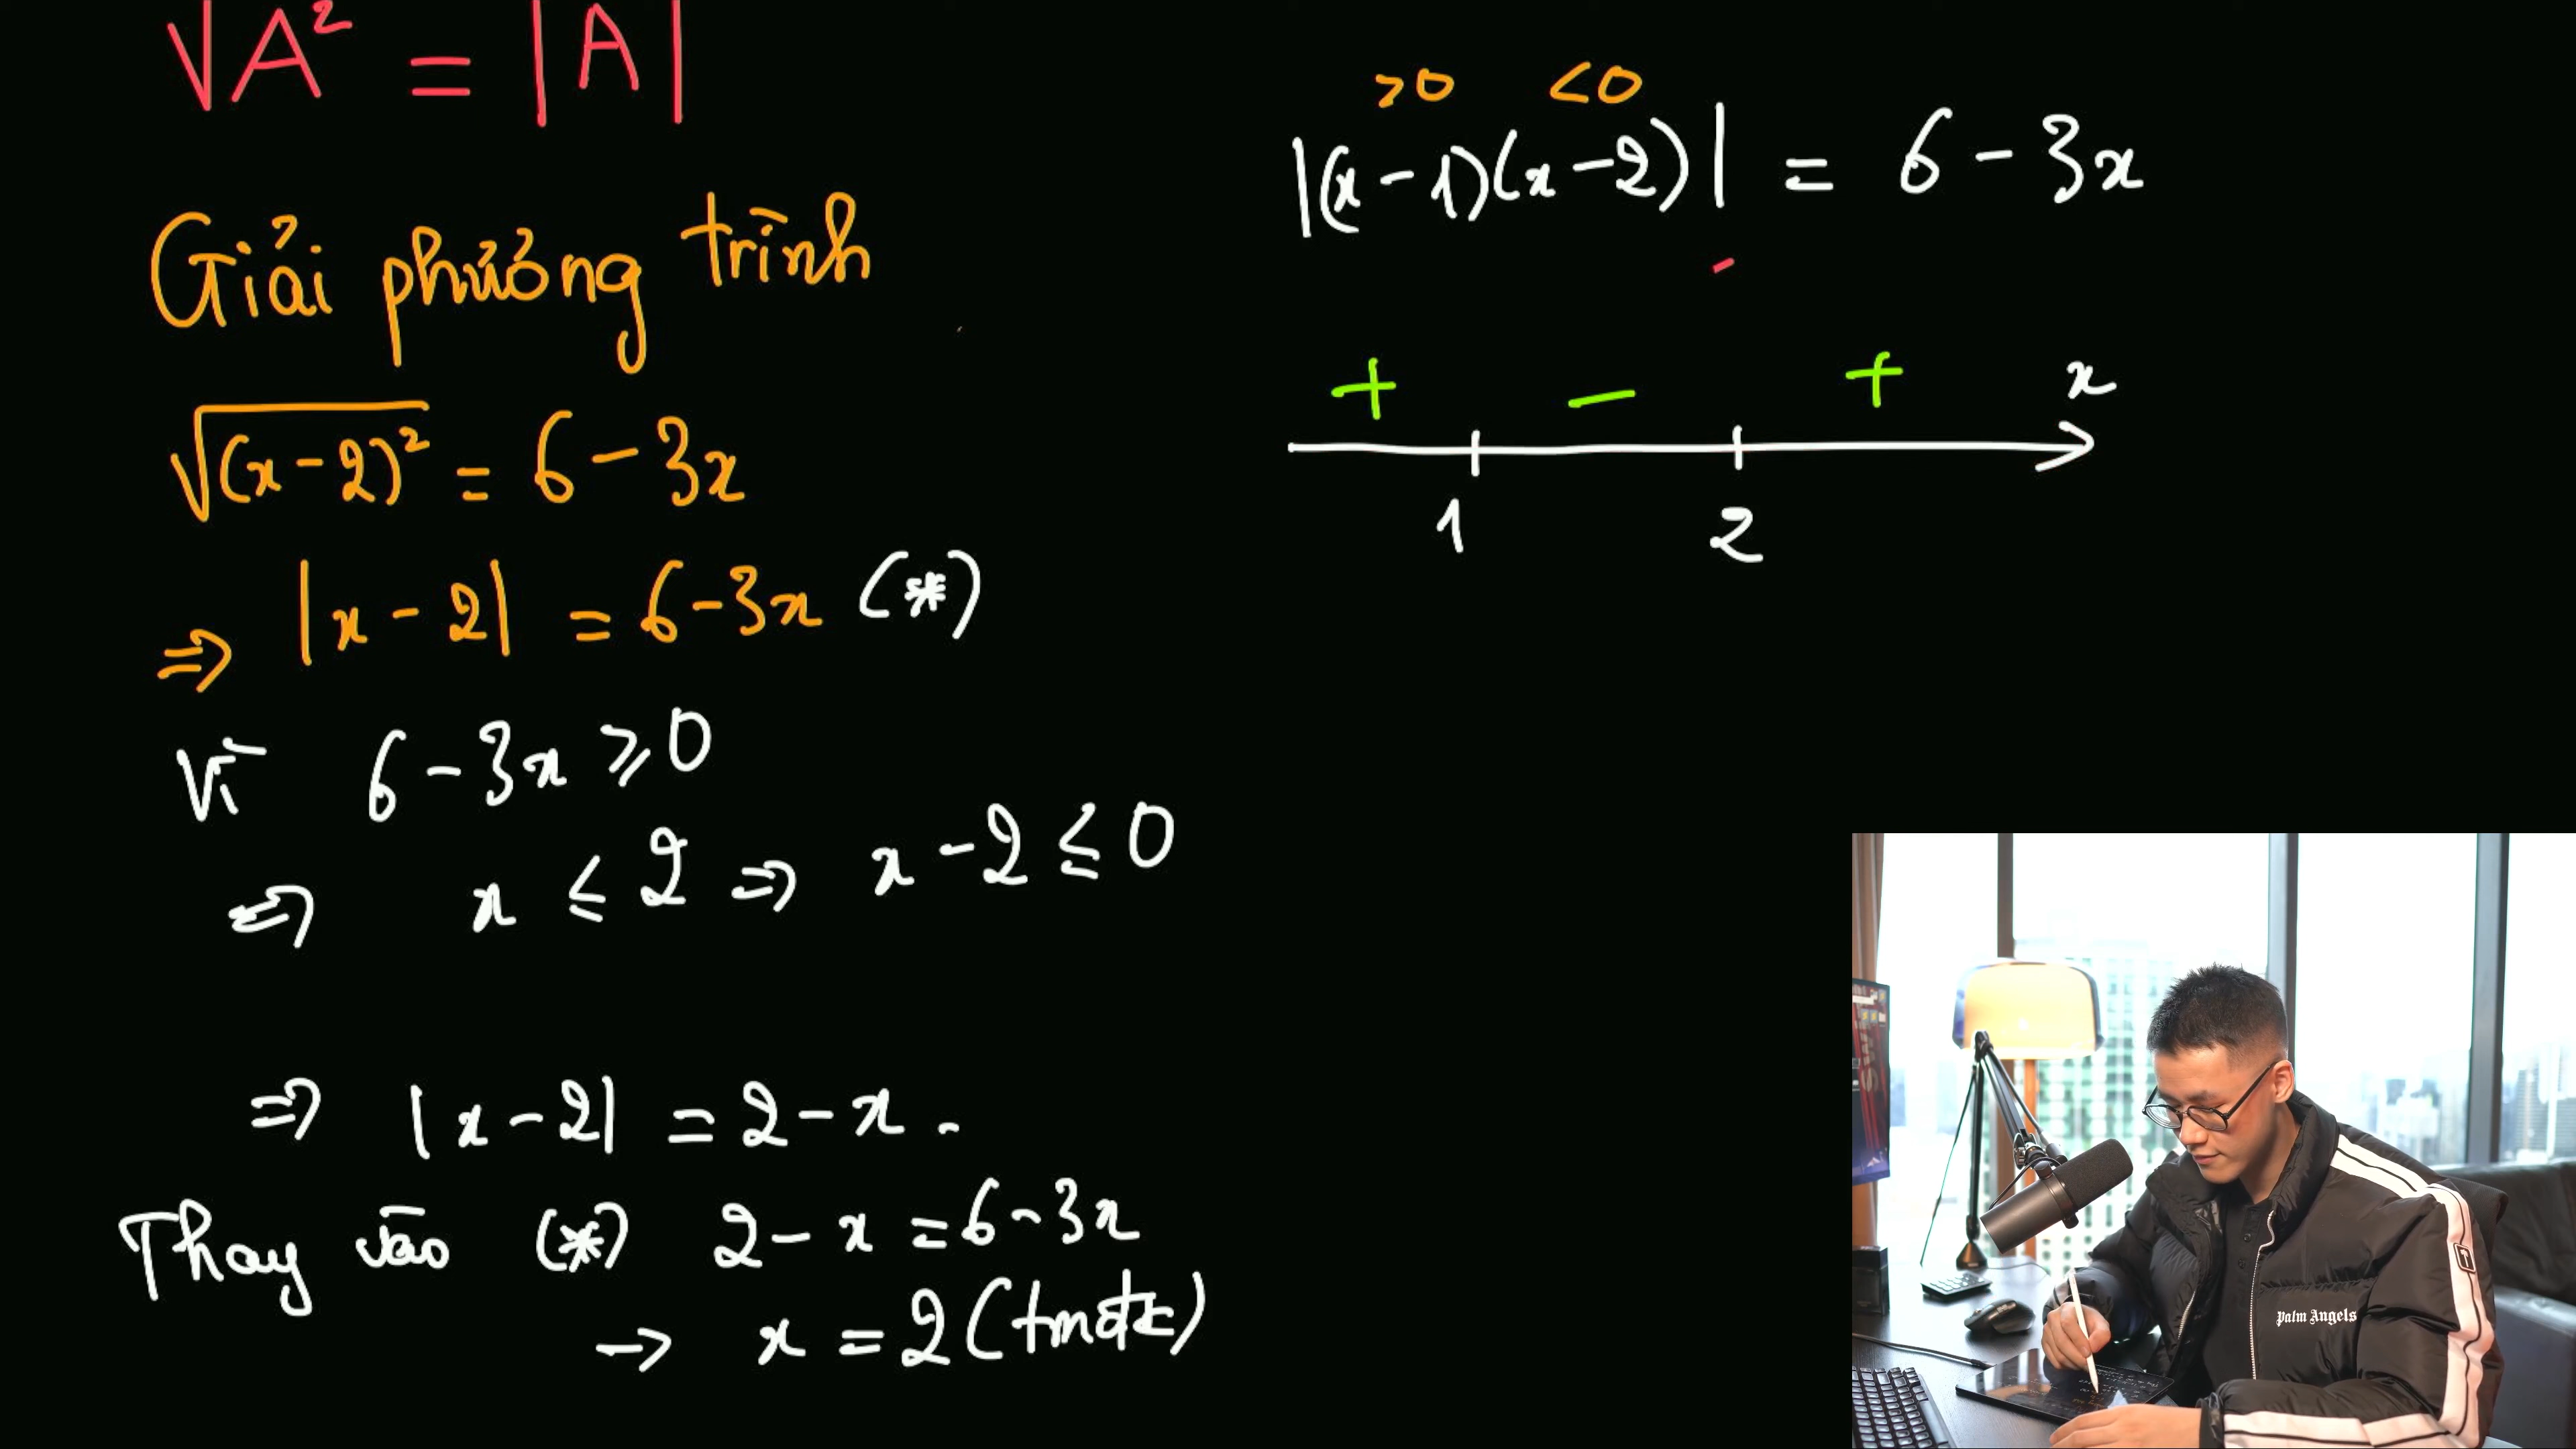 √A² = |A|
Giải phương trình
√(x-2)² = 6-3x
⇒ |x-2| = 6-3x (*)
Vì 6-3x ⩾ 0
⇒ x ≤ 2 ⇒ x-2 ≤ 0
⇒ |x-2| = 2-x.
Thay vào (*) 2-x = 6-3x
→ x = 2 (tmđk)
>0 <0
|(x-1)(x-2)| = 6-3x
+ - + x
1 2
Palm Angels